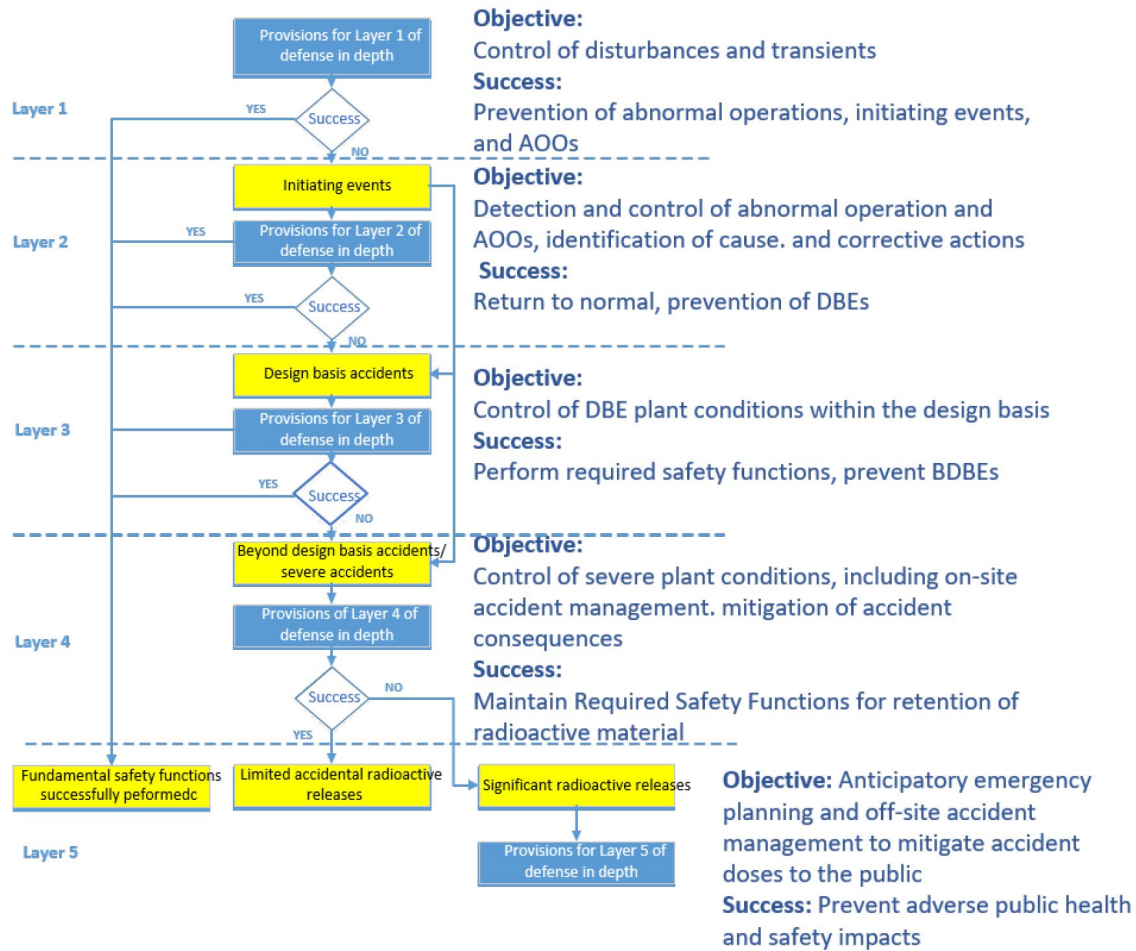 Provisions for Layer 1 of
defense in depth
Objective:
Control of disturbances and transients
Success:
Prevention of abnormal operations, initiating events,
and AOOs
Layer 1
YES
Success
NO
Initiating events
Objective:
Detection and control of abnormal operation and
AOOs, identification of cause. and corrective actions
Success:
Return to normal, prevention of DBEs
Layer 2
YES
Provisions for Layer 2 of
defense in depth
YES
Success
NO
Design basis accidents
Objective:
Control of DBE plant conditions within the design basis
Success:
Perform required safety functions, prevent BDBEs
Layer 3
Provisions for Layer 3 of
defense in depth
YES
Success
NO
Beyond design basis accidents/
severe accidents
Objective:
Control of severe plant conditions, including on-site
accident management. mitigation of accident
consequences
Success:
Maintain Required Safety Functions for retention of
radioactive material
Layer 4
Provisions of Layer 4 of
defense in depth
Success
NO
YES
Fundamental safety functions
successfully peformedc
Limited accidental radioactive
releases
Significant radioactive releases
Objective: Anticipatory emergency
planning and off-site accident
management to mitigate accident
doses to the public
Success: Prevent adverse public health
and safety impacts
Layer 5
Provisions for Layer 5 of
defense in depth